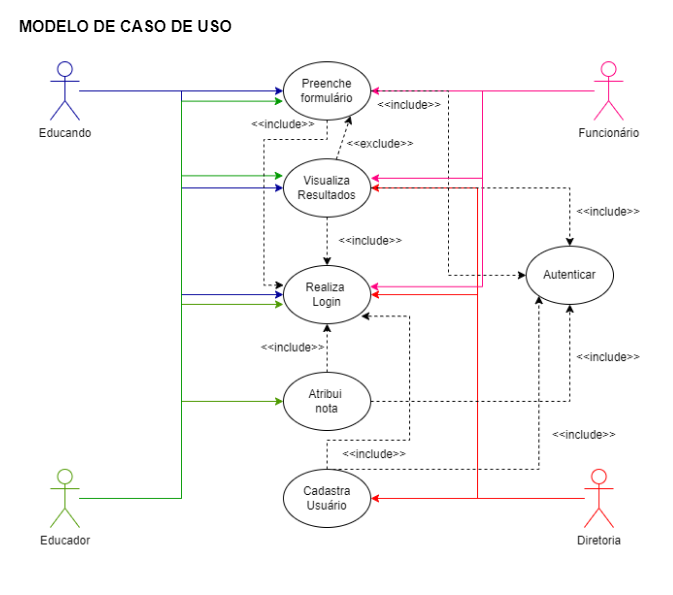 MODELO DE CASO DE USO
Preenche
formulário
<<include>>
<<include>>
Educando
Funcionário
<<exclude>>
Visualiza
Resultados
<<include>>
<<include>>
Autenticar
Realiza
Login
<<include>>
<<include>>
Atribui
nota
<<include>>
<<include>>
Cadastra
Usuário
Educador
Diretoria